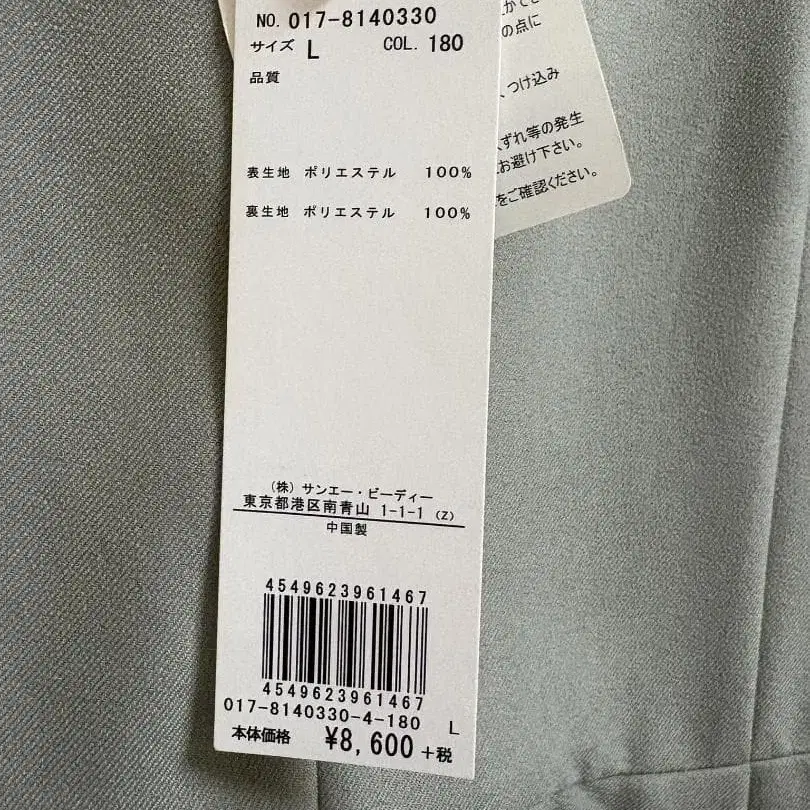 NO. 017-8140330
サイズ L COL. 180
品質
表生地 ポリエステル 100%
裏生地 ポリエステル 100%
(株) サンエー・ビーディー
東京都港区南青山 1-1-1 (Z)
中国製
4549623961467
4549623961467
017-8140330-4-180 L
本体価格 ¥8,600 +税
の点に
、つけ込み
ずれ等の発生
お避け下さい。
をご確認ください。